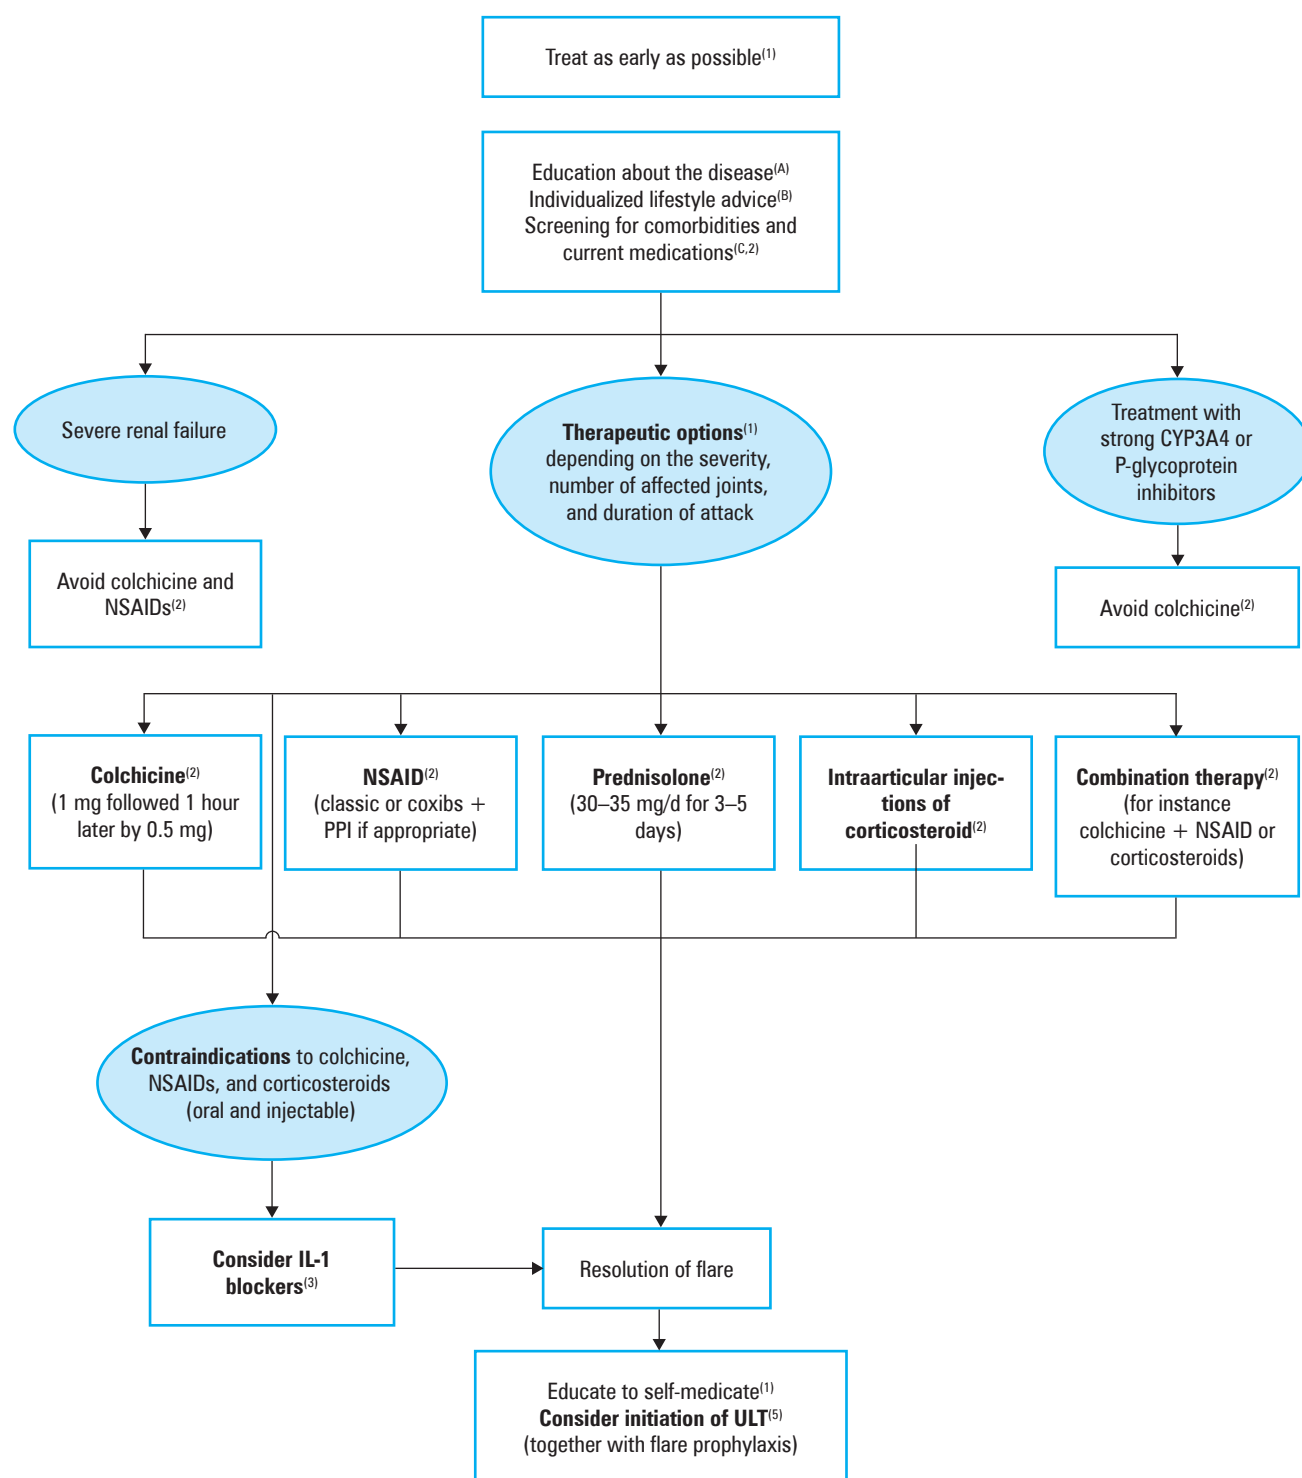 Treat as early as possible(1)
Education about the disease(A)
Individualized lifestyle advice(B)
Screening for comorbidities and
current medications(C,2)
Severe renal failure
Therapeutic options(1)
depending on the severity,
number of affected joints,
and duration of attack
Treatment with
strong CYP3A4 or
P-glycoprotein
inhibitors
Avoid colchicine and
NSAIDs(2)
Avoid colchicine(2)
Colchicine(2)
(1 mg followed 1 hour
later by 0.5 mg)
NSAID(2)
(classic or coxibs +
PPI if appropriate)
Prednisolone(2)
(30–35 mg/d for 3–5
days)
Intraarticular injec-
tions of
corticosteroid(2)
Combination therapy(2)
(for instance
colchicine + NSAID or
corticosteroids)
Contraindications to colchicine,
NSAIDs, and corticosteroids
(oral and injectable)
Consider IL-1
blockers(3)
Resolution of flare
Educate to self-medicate(1)
Consider initiation of ULT(5)
(together with flare prophylaxis)